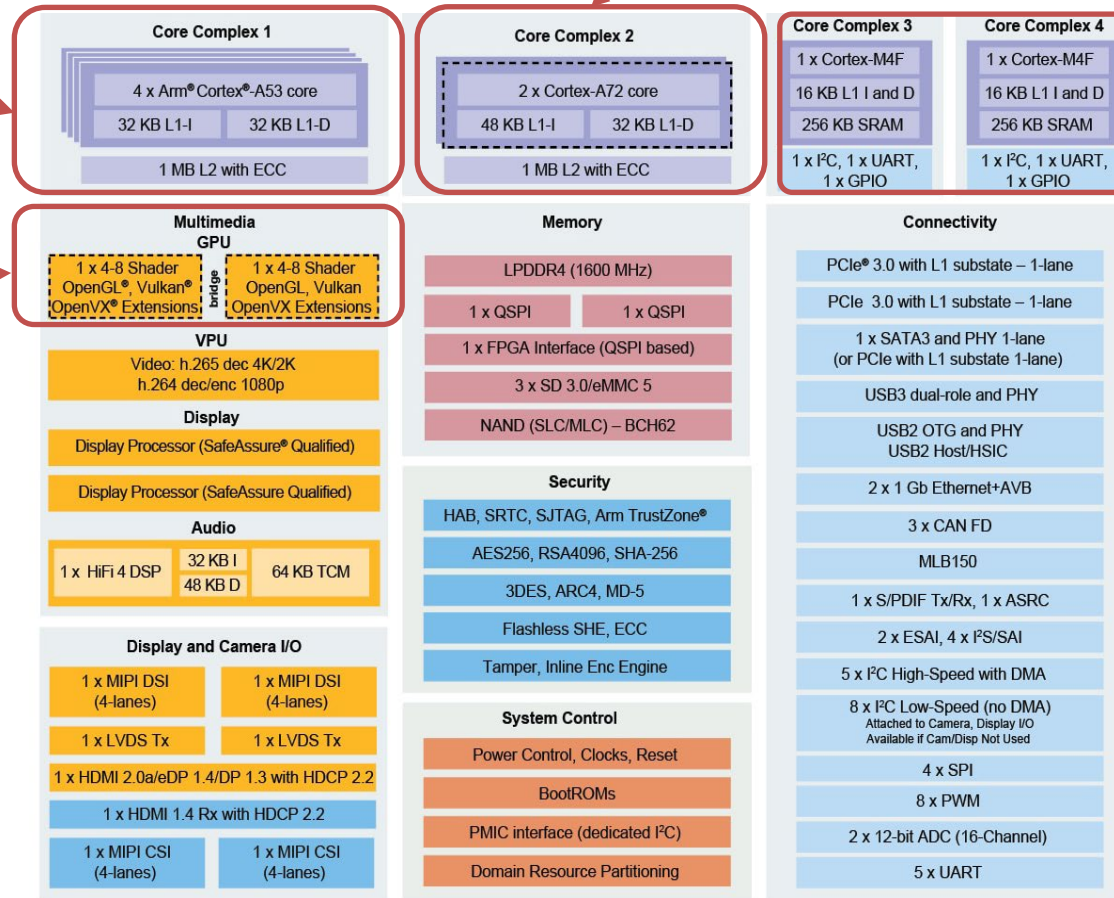 Core Complex 1
4 x Arm® Cortex®-A53 core
32 KB L1-I
32 KB L1-D
1 MB L2 with ECC
Core Complex 2
2 x Cortex-A72 core
48 KB L1-I
32 KB L1-D
1 MB L2 with ECC
Core Complex 3
1 x Cortex-M4F
16 KB L1 I and D
256 KB SRAM
1 x I²C, 1 x UART,
1 x GPIO
Core Complex 4
1 x Cortex-M4F
16 KB L1 I and D
256 KB SRAM
1 x I²C, 1 x UART,
1 x GPIO
Multimedia
GPU
1 x 4-8 Shader
OpenGL®, Vulkan®
OpenVX® Extensions
bridge
1 x 4-8 Shader
OpenGL, Vulkan
OpenVX Extensions
VPU
Video: h.265 dec 4K/2K
h.264 dec/enc 1080p
Display
Display Processor (SafeAssure® Qualified)
Display Processor (SafeAssure Qualified)
Audio
1 x HiFi 4 DSP
32 KB I
48 KB D
64 KB TCM
Display and Camera I/O
1 x MIPI DSI
(4-lanes)
1 x MIPI DSI
(4-lanes)
1 x LVDS Tx
1 x LVDS Tx
1 x HDMI 2.0a/eDP 1.4/DP 1.3 with HDCP 2.2
1 x HDMI 1.4 Rx with HDCP 2.2
1 x MIPI CSI
(4-lanes)
1 x MIPI CSI
(4-lanes)
Memory
LPDDR4 (1600 MHz)
1 x QSPI
1 x QSPI
1 x FPGA Interface (QSPI based)
3 x SD 3.0/eMMC 5
NAND (SLC/MLC) – BCH62
Security
HAB, SRTC, SJTAG, Arm TrustZone®
AES256, RSA4096, SHA-256
3DES, ARC4, MD-5
Flashless SHE, ECC
Tamper, Inline Enc Engine
System Control
Power Control, Clocks, Reset
BootROMs
PMIC interface (dedicated I²C)
Domain Resource Partitioning
Connectivity
PCIe® 3.0 with L1 substate – 1-lane
PCIe 3.0 with L1 substate – 1-lane
1 x SATA3 and PHY 1-lane
(or PCIe with L1 substate 1-lane)
USB3 dual-role and PHY
USB2 OTG and PHY
USB2 Host/HSIC
2 x 1 Gb Ethernet+AVB
3 x CAN FD
MLB150
1 x S/PDIF Tx/Rx, 1 x ASRC
2 x ESAI, 4 x I²S/SAI
5 x I²C High-Speed with DMA
8 x I²C Low-Speed (no DMA)
Attached to Camera, Display I/O
Available if Cam/Disp Not Used
4 x SPI
8 x PWM
2 x 12-bit ADC (16-Channel)
5 x UART